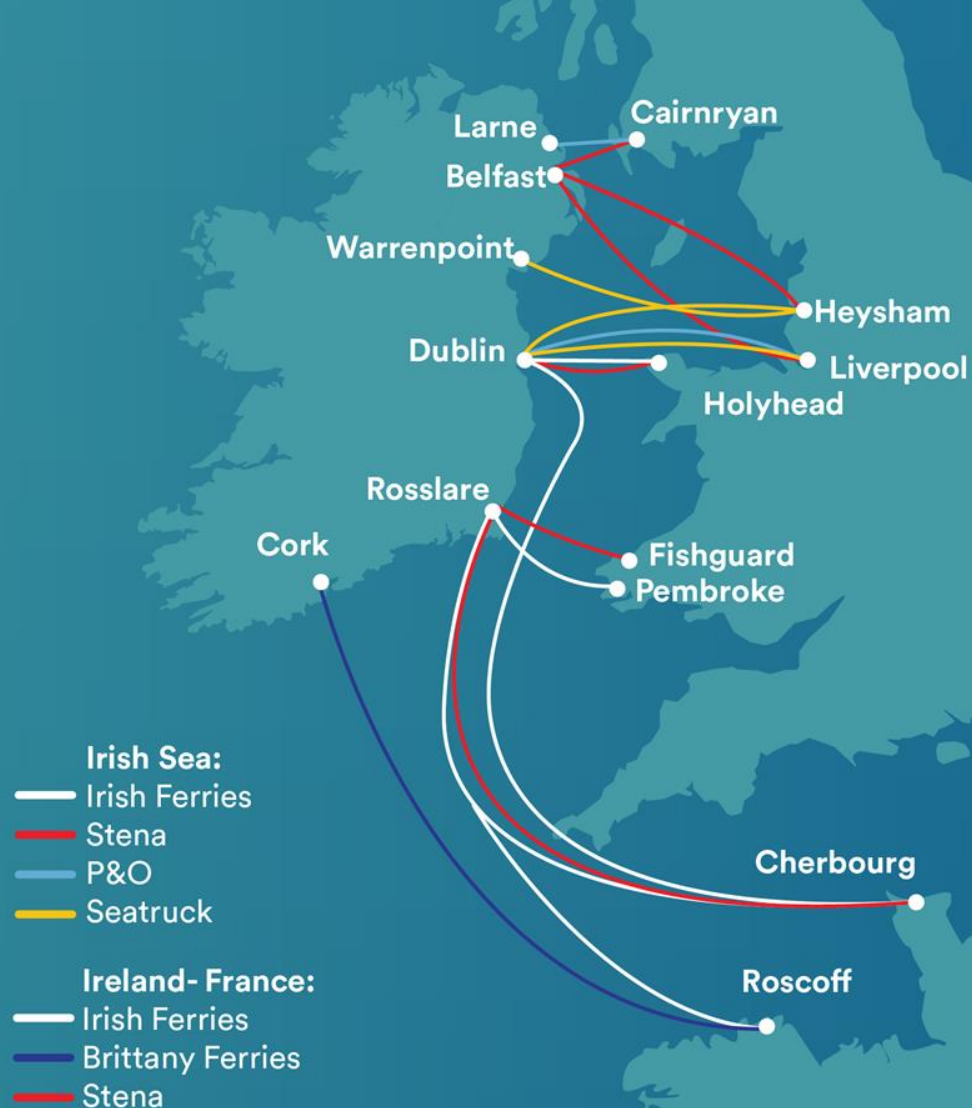 Cairnryan
Larne
Belfast
Warrenpoint
Heysham
Dublin
Liverpool
Holyhead
Rosslare
Cork
Fishguard
Pembroke
Irish Sea:
Irish Ferries
Stena
P&O
Seatruck
Cherbourg
Roscoff
Ireland- France:
Irish Ferries
Brittany Ferries
Stena